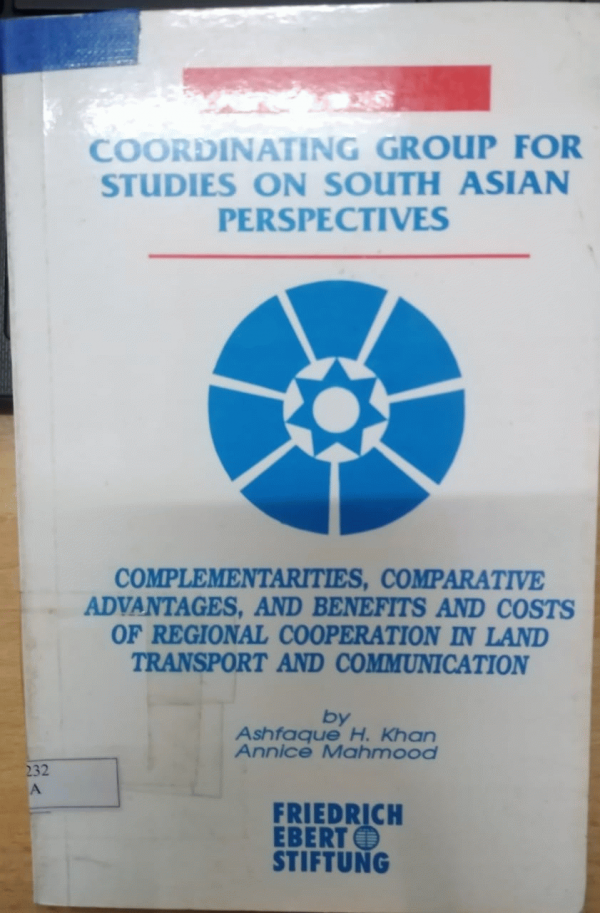 COORDINATING GROUP FOR
STUDIES ON SOUTH ASIAN
PERSPECTIVES
COMPLEMENTARITIES, COMPARATIVE
ADVANTAGES, AND BENEFITS AND COSTS
OF REGIONAL COOPERATION IN LAND
TRANSPORT AND COMMUNICATION
by
Ashfaque H. Khan
Annice Mahmood
232
A
FRIEDRICH
EBERT
STIFTUNG